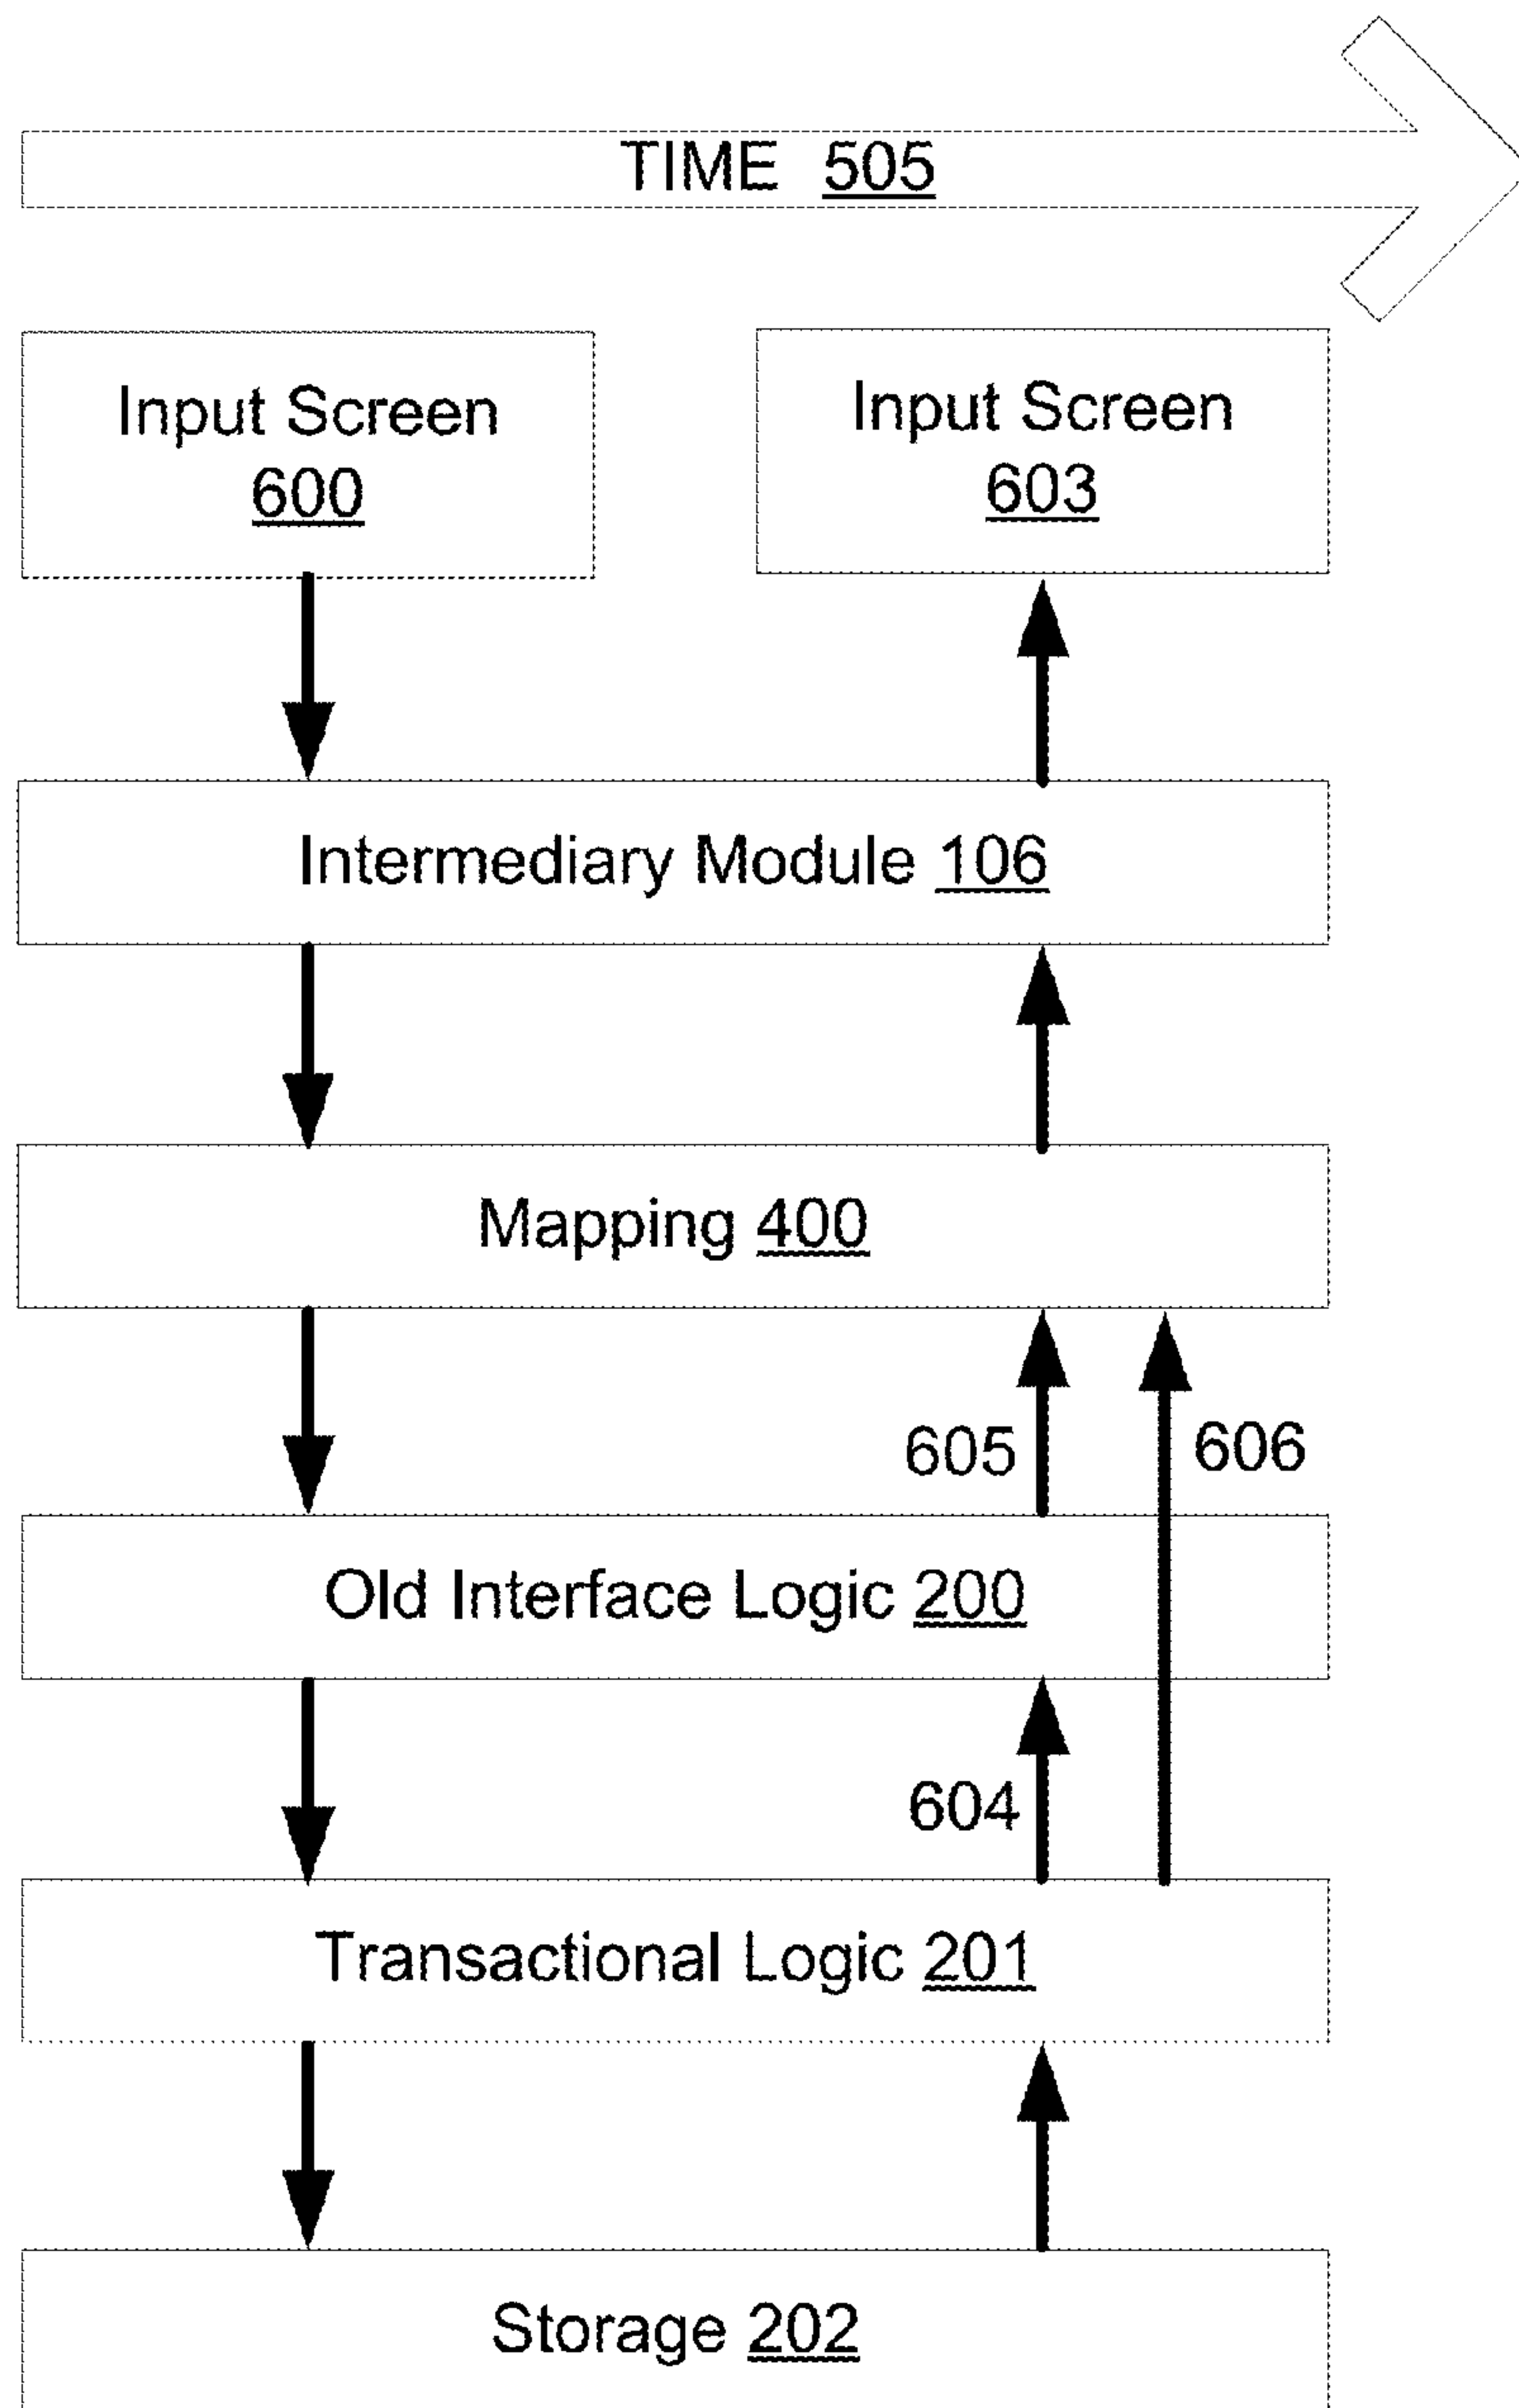 TIME 505
Input Screen
600
Input Screen
603
Intermediary Module 106
Mapping 400
605
606
Old Interface Logic 200
604
Transactional Logic 201
Storage 202